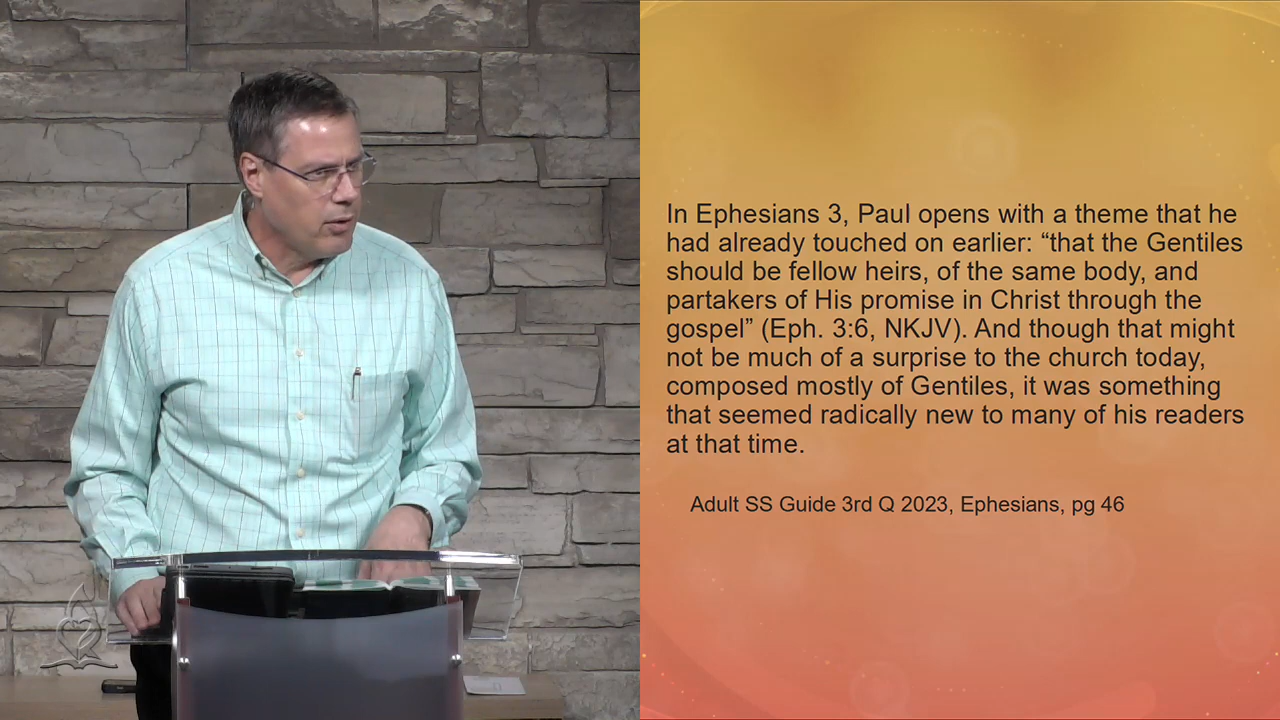 In Ephesians 3, Paul opens with a theme that he
had already touched on earlier: “that the Gentiles
should be fellow heirs, of the same body, and
partakers of His promise in Christ through the
gospel” (Eph. 3:6, NKJV). And though that might
not be much of a surprise to the church today,
composed mostly of Gentiles, it was something
that seemed radically new to many of his readers
at that time.
Adult SS Guide 3rd Q 2023, Ephesians, pg 46